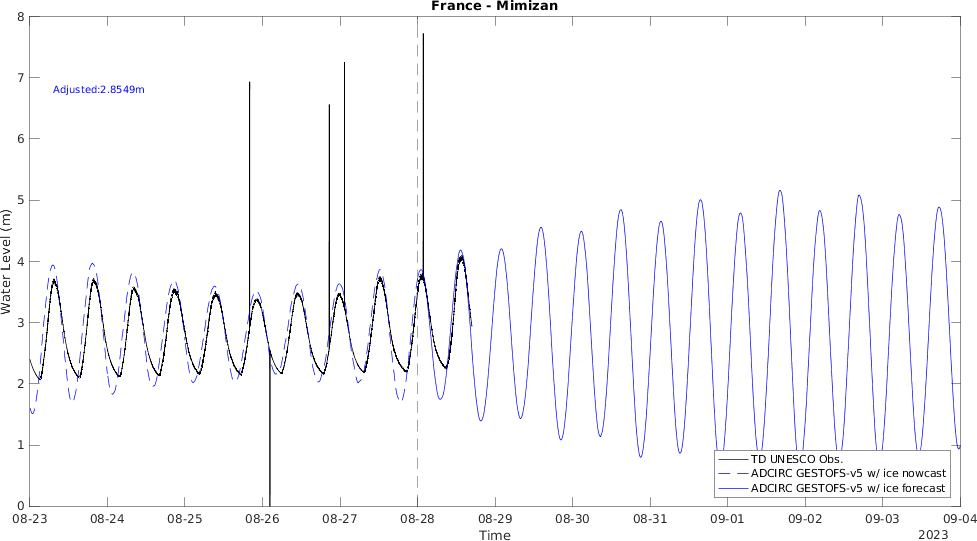 France - Mimizan
8
7
6
5
4
3
2
1
0
Water Level (m)
Adjusted:2.8549m
TD UNESCO Obs.
ADCIRC GESTOFS-v5 w/ ice nowcast
ADCIRC GESTOFS-v5 w/ ice forecast
08-23 08-24 08-25 08-26 08-27 08-28 08-29 08-30 08-31 09-01 09-02 09-03 09-04
Time
2023